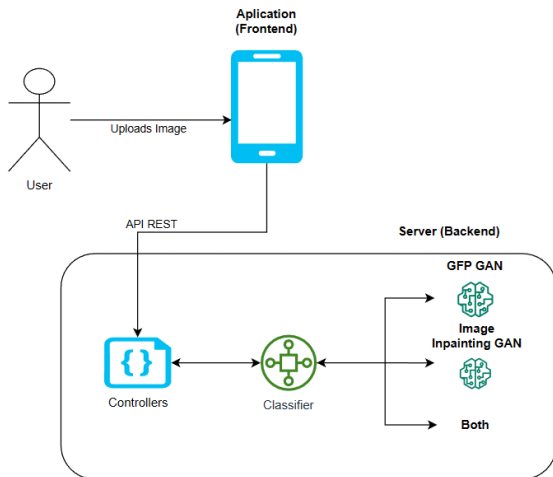 Aplication
(Frontend)
Uploads Image
User
API REST
Server (Backend)
GFP GAN
Image
Inpainting GAN
{ }
Controllers
Classifier
Both